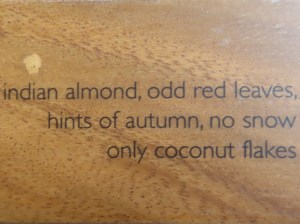 indian almond, odd red leaves,
hints of autumn, no snow
only coconut flakes